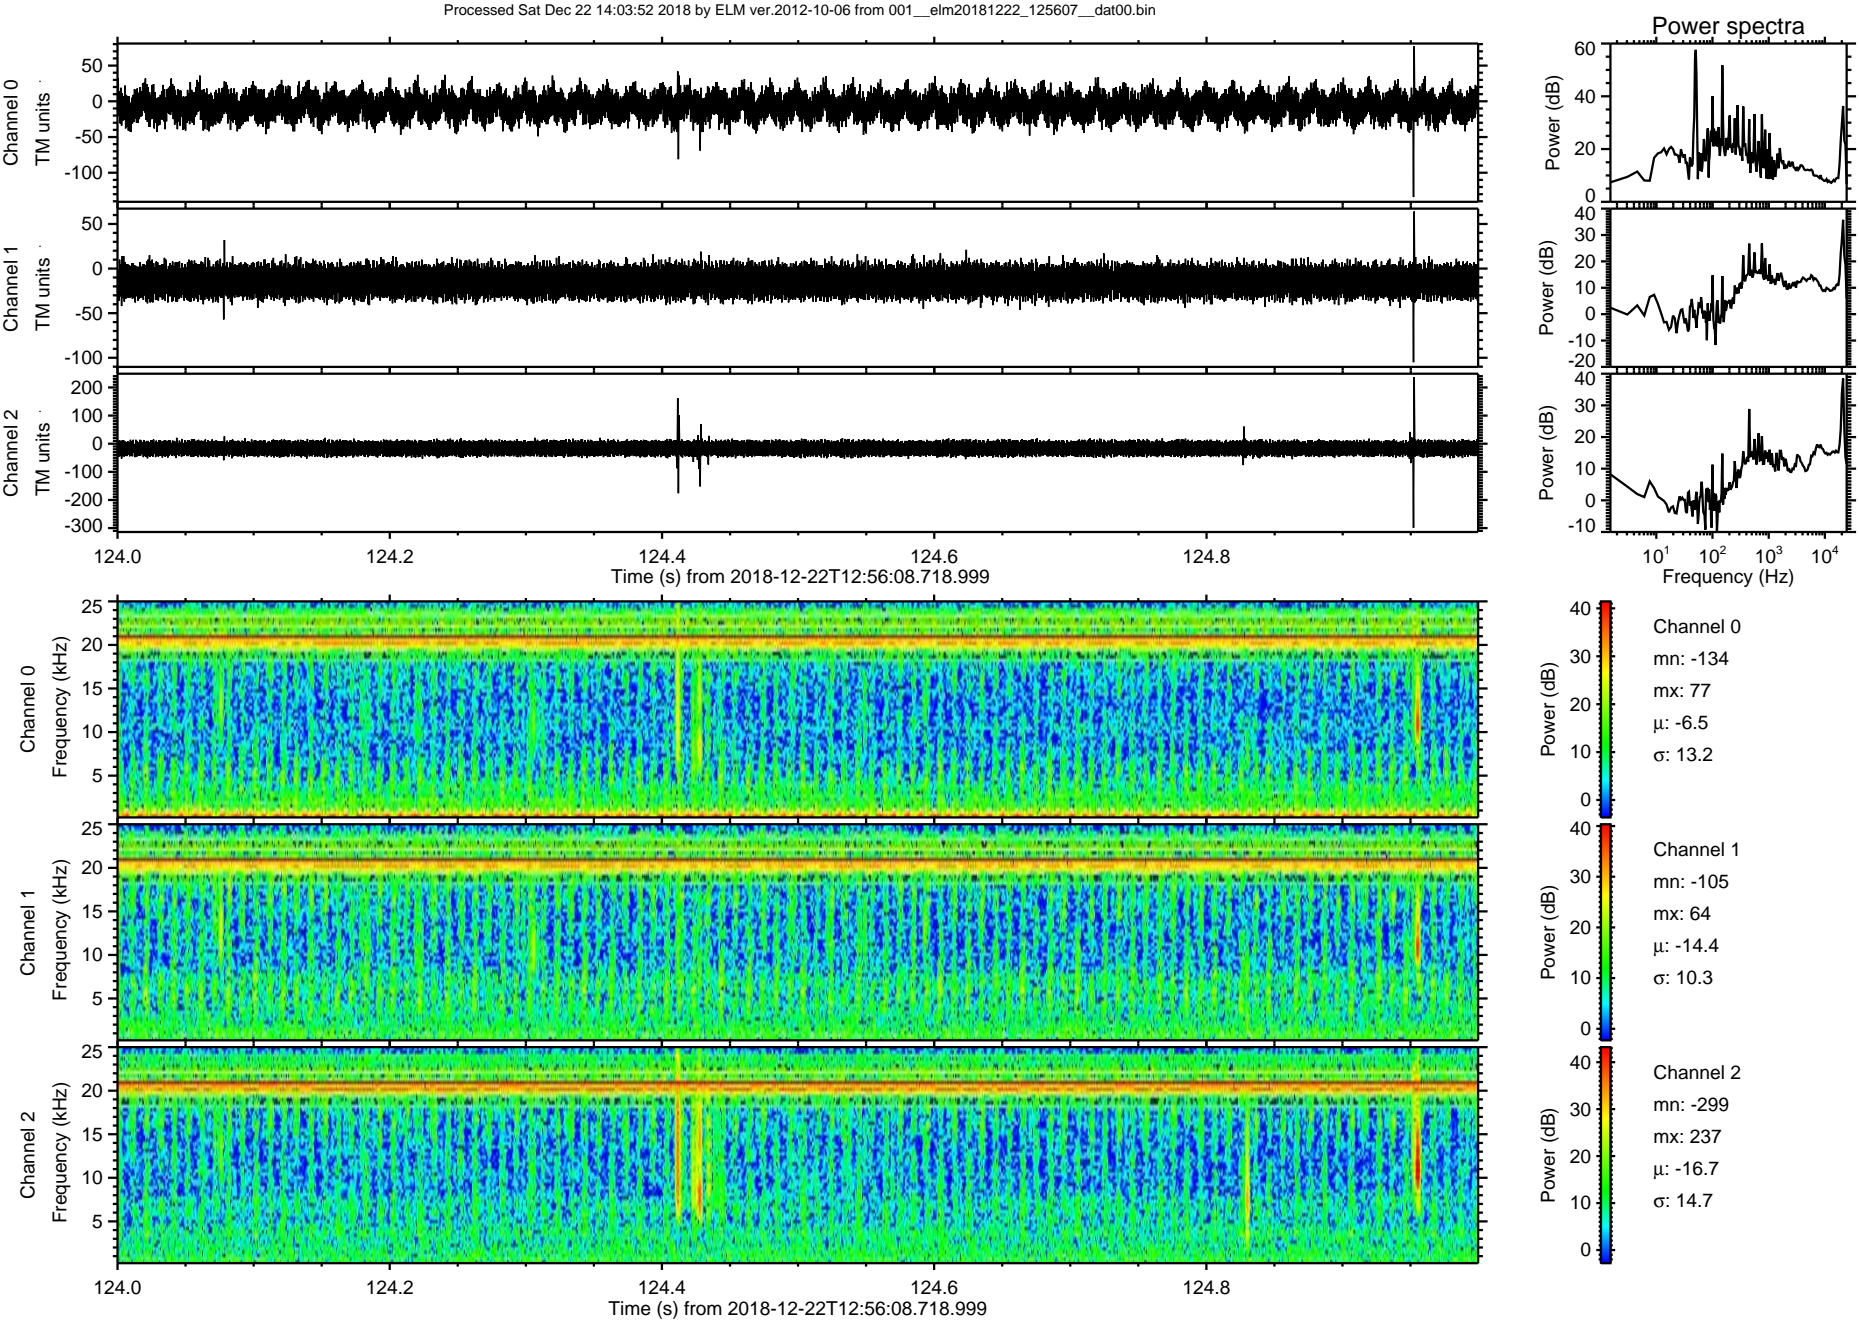 Processed Sat Dec 22 14:03:52 2018 by ELM ver.2012-10-06 from 001__elm20181222_125607__dat00.bin
Power spectra
Channel 0
TM units
50
0
-50
-100
Power (dB)
60
40
20
0
Channel 1
TM units
50
0
-50
-100
Power (dB)
40
30
20
10
0
-10
-20
Channel 2
TM units
200
100
0
-100
-200
-300
Power (dB)
40
30
20
10
0
-10
124.0 124.2 124.4 124.6 124.8
Time (s) from 2018-12-22T12:56:08.718.999
10^1 10^2 10^3 10^4
Frequency (Hz)
Channel 0
Frequency (kHz)
25
20
15
10
5
Power (dB)
40
30
20
10
0
Channel 0
mn: -134
mx: 77
μ: -6.5
σ: 13.2
Channel 1
Frequency (kHz)
25
20
15
10
5
Power (dB)
40
30
20
10
0
Channel 1
mn: -105
mx: 64
μ: -14.4
σ: 10.3
Channel 2
Frequency (kHz)
25
20
15
10
5
Power (dB)
40
30
20
10
0
Channel 2
mn: -299
mx: 237
μ: -16.7
σ: 14.7
124.0 124.2 124.4 124.6 124.8
Time (s) from 2018-12-22T12:56:08.718.999